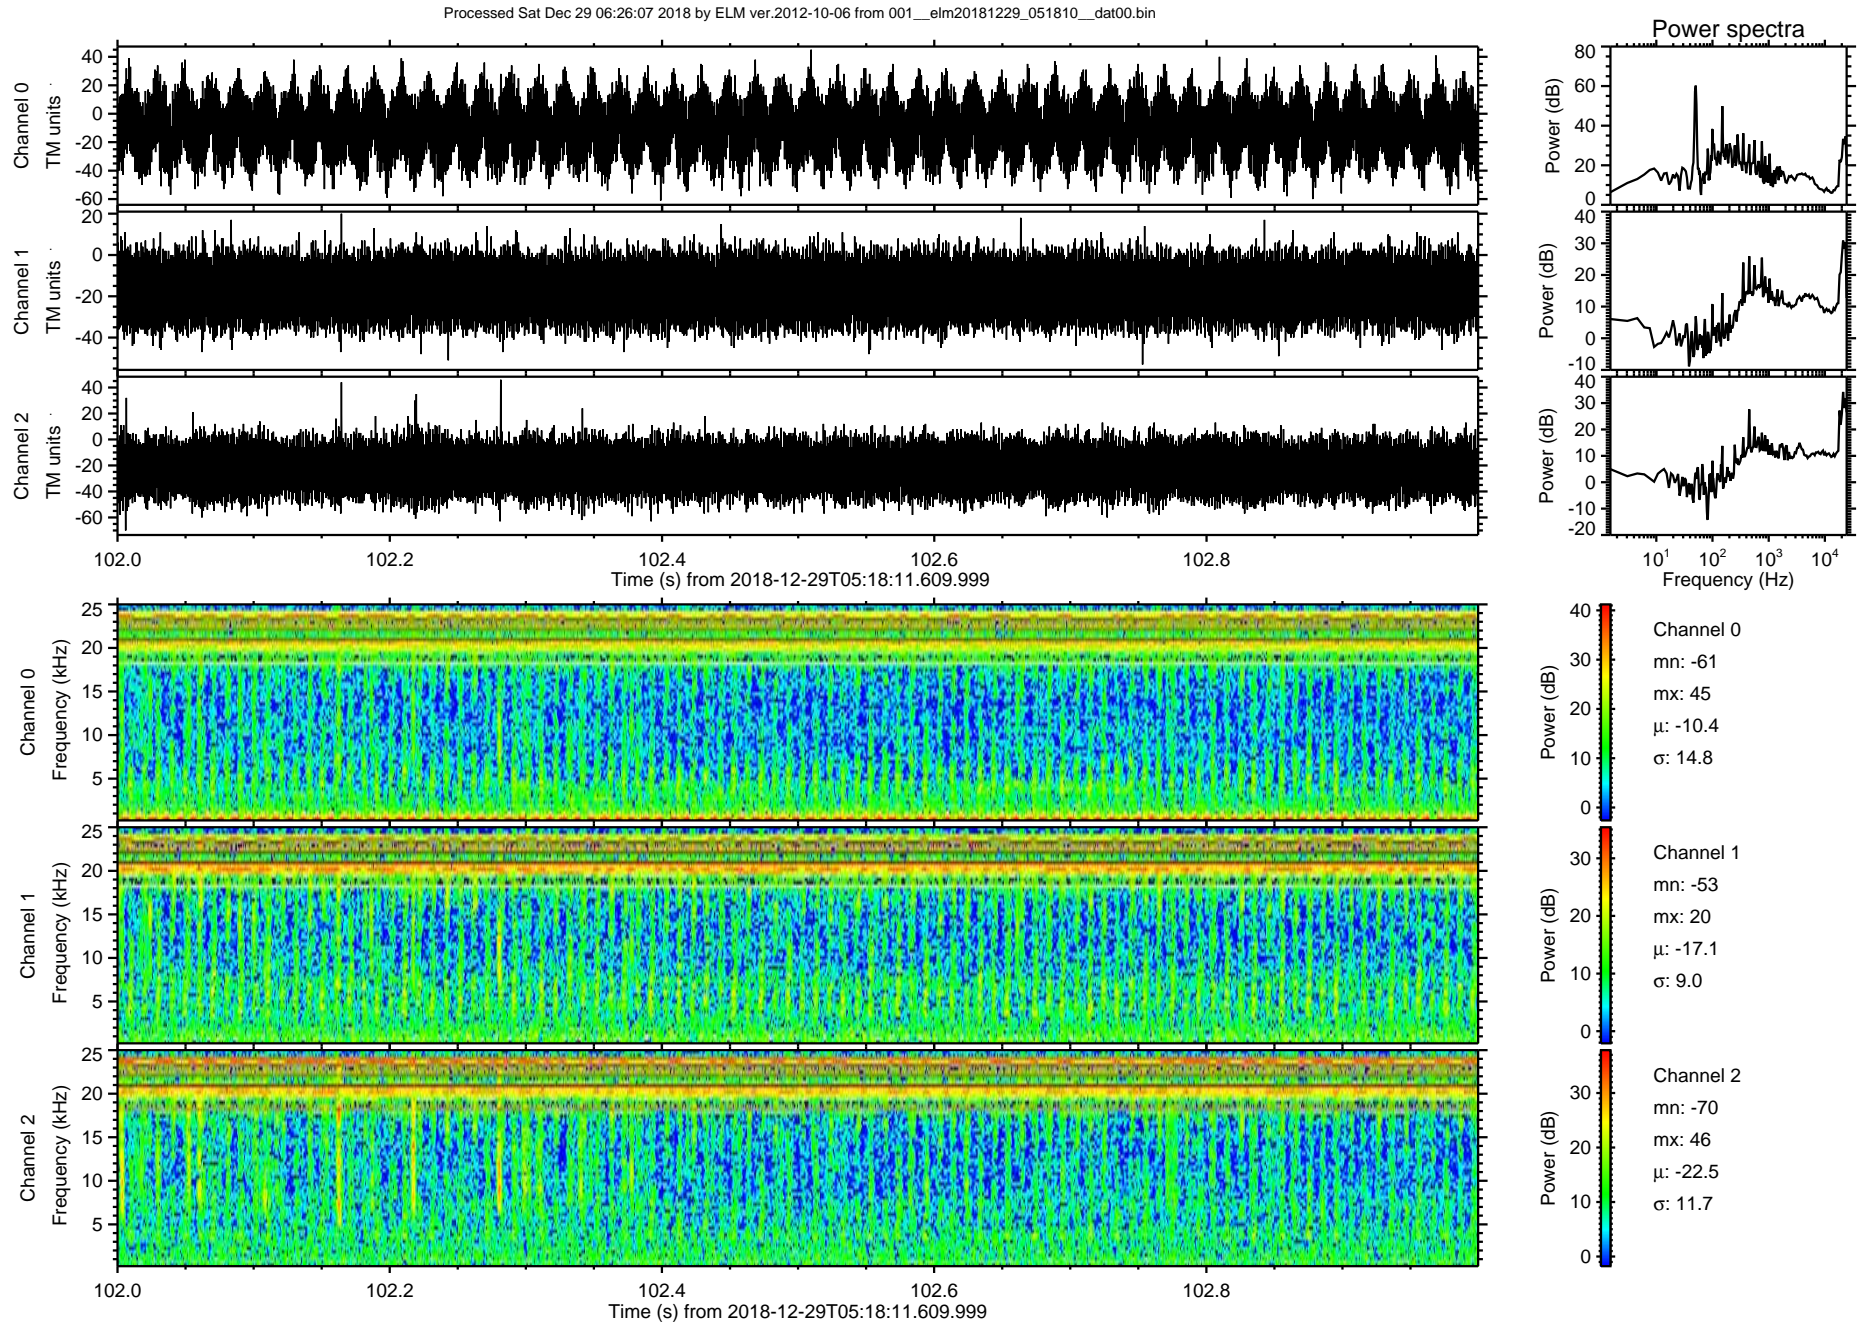 Processed Sat Dec 29 06:26:07 2018 by ELM ver.2012-10-06 from 001__elm20181229_051810__dat00.bin
Power spectra
Channel 0
TM units
40
20
0
-20
-40
-60
Power (dB)
80
60
40
20
0
Channel 1
TM units
20
0
-20
-40
Power (dB)
40
30
20
10
0
-10
Channel 2
TM units
40
20
0
-20
-40
-60
Power (dB)
40
30
20
10
0
-10
-20
102.0 102.2 102.4 102.6 102.8
Time (s) from 2018-12-29T05:18:11.609.999
10^1 10^2 10^3 10^4
Frequency (Hz)
Channel 0
Frequency (kHz)
25
20
15
10
5
Power (dB)
40
30
20
10
0
Channel 0
mn: -61
mx: 45
μ: -10.4
σ: 14.8
Channel 1
Frequency (kHz)
25
20
15
10
5
Power (dB)
30
20
10
0
Channel 1
mn: -53
mx: 20
μ: -17.1
σ: 9.0
Channel 2
Frequency (kHz)
25
20
15
10
5
Power (dB)
30
20
10
0
Channel 2
mn: -70
mx: 46
μ: -22.5
σ: 11.7
102.0 102.2 102.4 102.6 102.8
Time (s) from 2018-12-29T05:18:11.609.999